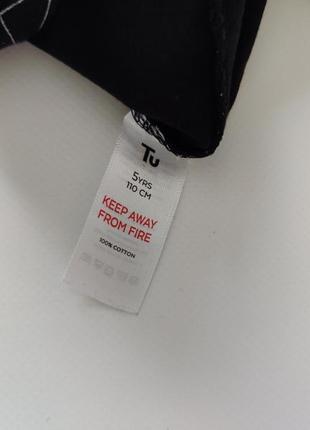 Tu
5YRS
110 CM
KEEP AWAY
FROM FIRE
100% COTTON